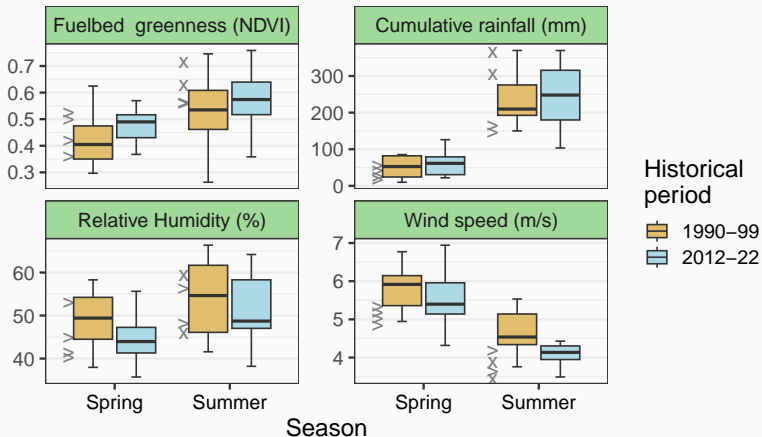 Fuelbed greenness (NDVI)
Cumulative rainfall (mm)
0.7
0.6
0.5
0.4
0.3
300
200
100
0
Relative Humidity (%)
Wind speed (m/s)
60
50
40
7
6
5
4
Spring
Summer
Spring
Summer
Season
Historical
period
1990−99
2012−22